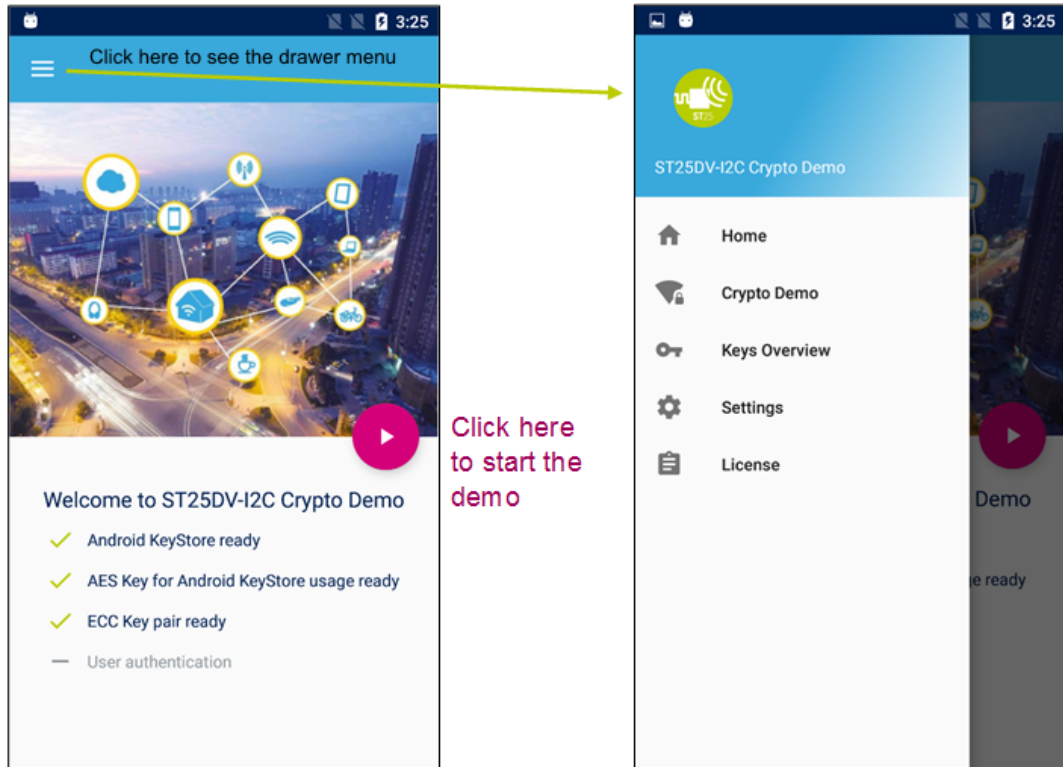 3:25
Click here to see the drawer menu
Welcome to ST25DV-I2C Crypto Demo
Android KeyStore ready
AES Key for Android KeyStore usage ready
ECC Key pair ready
User authentication
Click here
to start the
demo
3:25
ST25
ST25DV-I2C Crypto Demo
Home
Crypto Demo
Keys Overview
Settings
License
Demo
ge ready